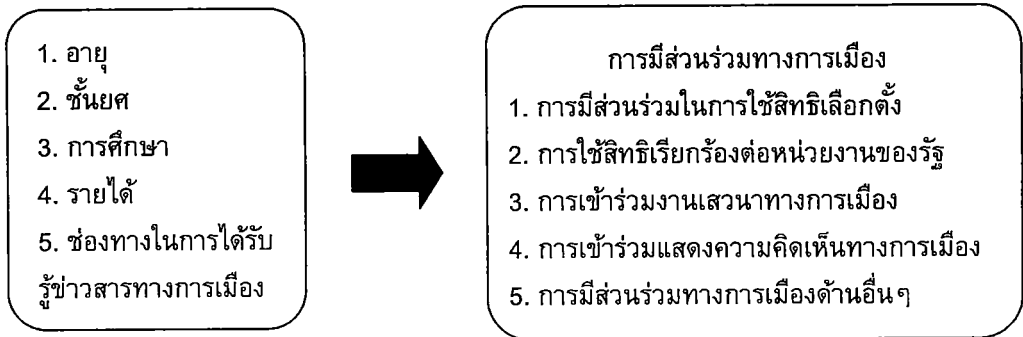 1. อายุ
2. ชั้นยศ
3. การศึกษา
4. รายได้
5. ช่องทางในการได้รับ
รู้ข่าวสารทางการเมือง
การมีส่วนร่วมทางการเมือง
1. การมีส่วนร่วมในการใช้สิทธิเลือกตั้ง
2. การใช้สิทธิเรียกร้องต่อหน่วยงานของรัฐ
3. การเข้าร่วมงานเสวนาทางการเมือง
4. การเข้าร่วมแสดงความคิดเห็นทางการเมือง
5. การมีส่วนร่วมทางการเมืองด้านอื่นๆ